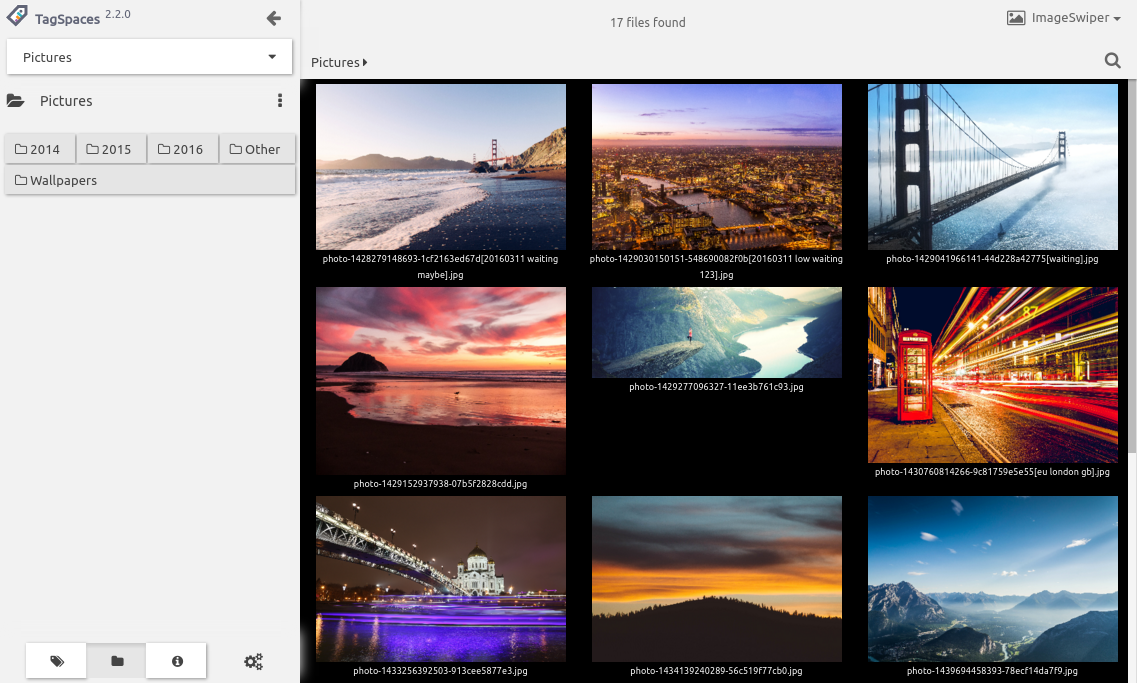 TagSpaces 2.2.0
Pictures
Pictures
2014
2015
2016
Other
Wallpapers
17 files found
ImageSwiper
Pictures
photo-1428279148693-1cf2163ed67d[20160311 waiting
maybe].jpg
photo-1429030150151-548690082f0b[20160311 low waiting
123].jpg
photo-1429041966141-44d228a42775[waiting].jpg
photo-1429152937938-07b5f2828cdd.jpg
photo-1429277096327-11ee3b761c93.jpg
87
photo-1430760814266-9c81759e5e55[eu london gb].jpg
photo-1433256392503-913cee5877e3.jpg
photo-1434139240289-56c519f77cb0.jpg
photo-1439694458393-78ecf14da7f9.jpg